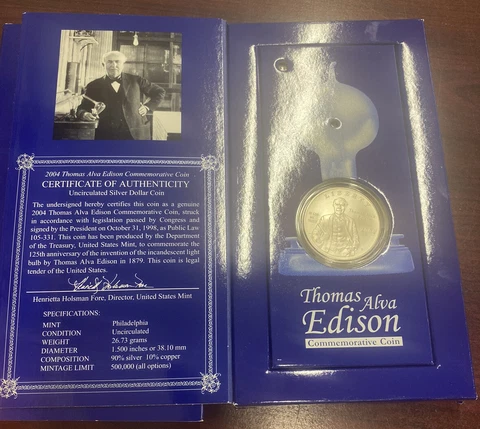 2004 Thomas Alva Edison Commemorative Coin
CERTIFICATE OF AUTHENTICITY
Uncirculated Silver Dollar Coin
The undersigned hereby certifies this coin as a genuine
2004 Thomas Alva Edison Commemorative Coin, struck
in accordance with legislation passed by Congress and
signed by the President on October 31, 1998, as Public Law
105-331. This coin has been produced by the Department
of the Treasury, United States Mint, to commemorate the
125th anniversary of the invention of the incandescent light
bulb by Thomas Alva Edison in 1879. This coin is legal
tender of the United States.
Henrietta Holsman Fore, Director, United States Mint
SPECIFICATIONS:
MINT Philadelphia
CONDITION Uncirculated
WEIGHT 26.73 grams
DIAMETER 1.500 inches or 38.10 mm
COMPOSITION 90% silver 10% copper
MINTAGE LIMIT 500,000 (all options)
Thomas Alva
Edison
Commemorative Coin